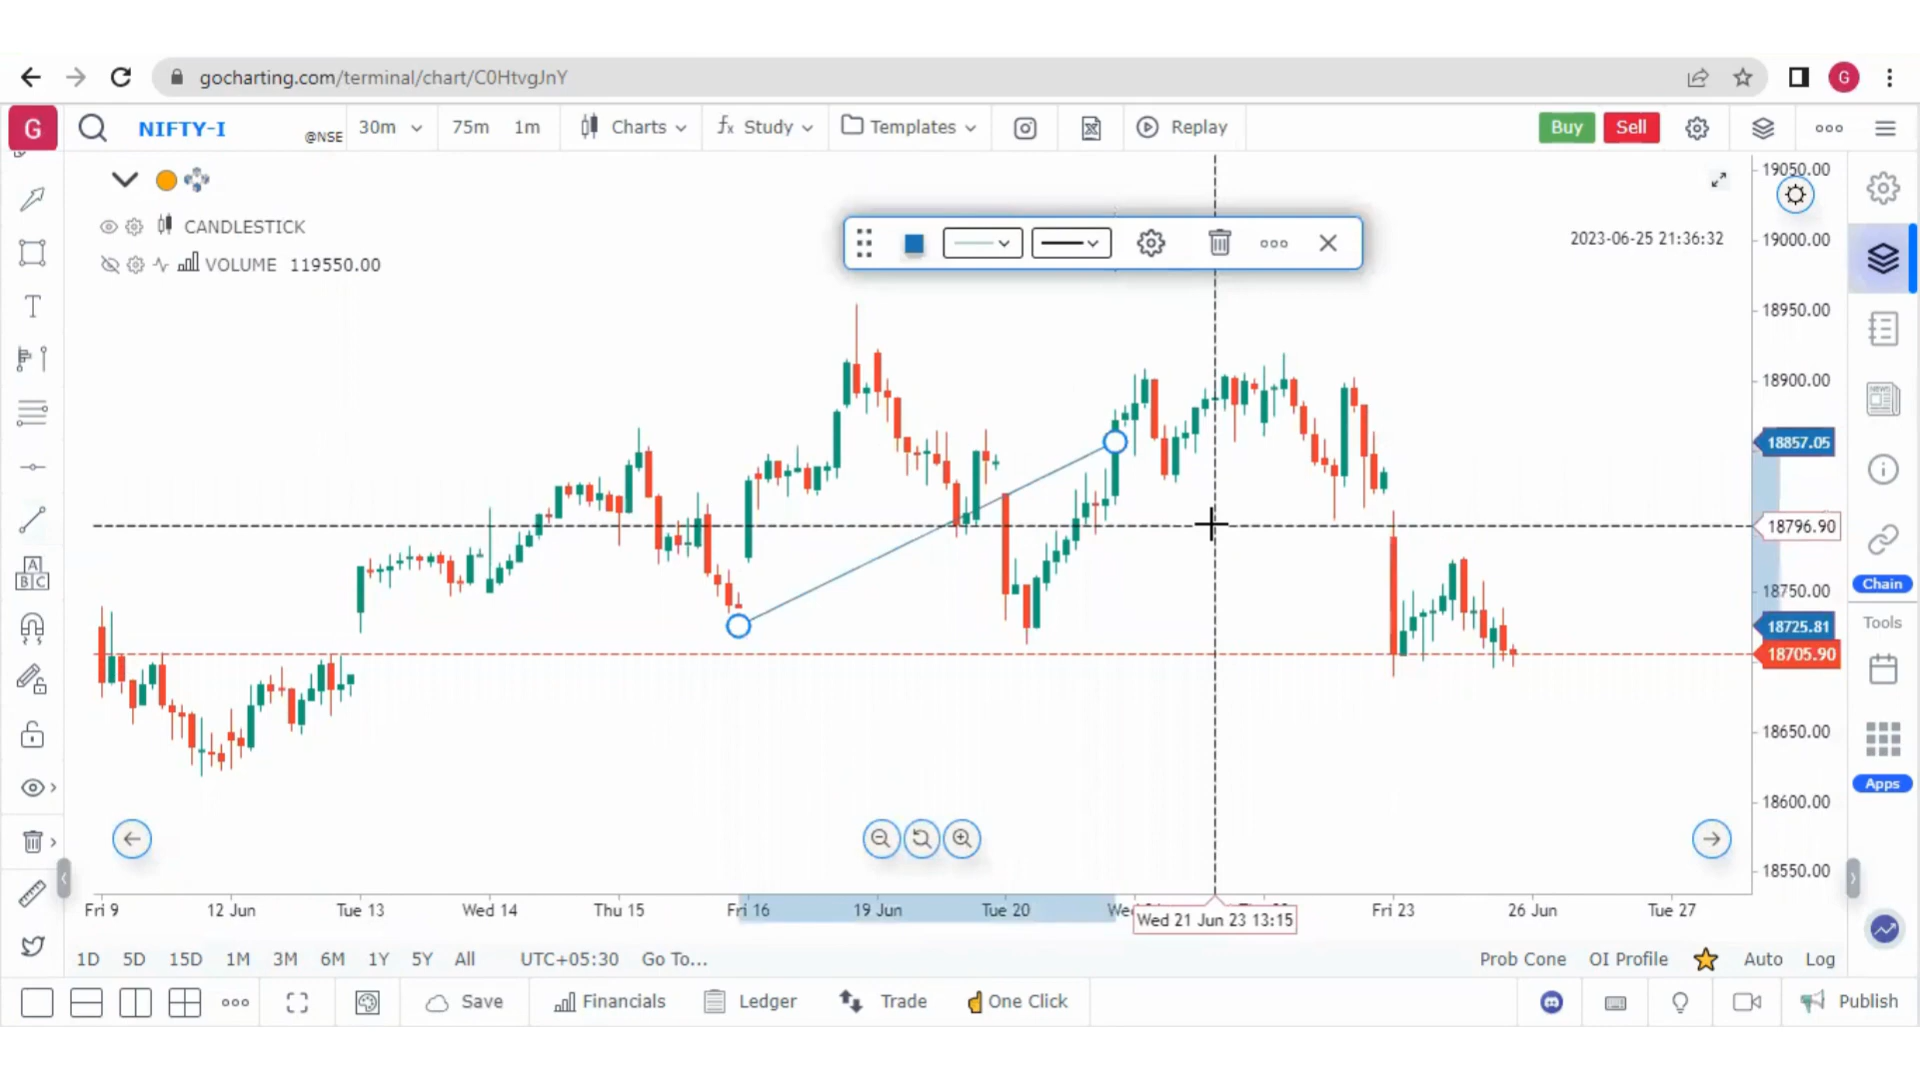 gocharting.com/terminal/chart/C0HtvgJnY
G
G
NIFTY-I
@NSE
30m
75m
1m
Charts
fx Study
Templates
Replay
Buy
Sell
CANDLESTICK
VOLUME 119550.00
2023-06-25 21:36:32
19050.00
19000.00
18950.00
18900.00
18857.05
18796.90
18750.00
18725.81
18705.90
18650.00
18600.00
18550.00
T
A
B C
NEWS
Chain
Tools
Apps
Fri 9
12 Jun
Tue 13
Wed 14
Thu 15
Fri 16
19 Jun
Tue 20
Wed 21 Jun 23 13:15
Fri 23
26 Jun
Tue 27
1D 5D 15D 1M 3M 6M 1Y 5Y All UTC+05:30 Go To...
Prob Cone OI Profile Auto Log
Save Financials Ledger Trade One Click
Publish